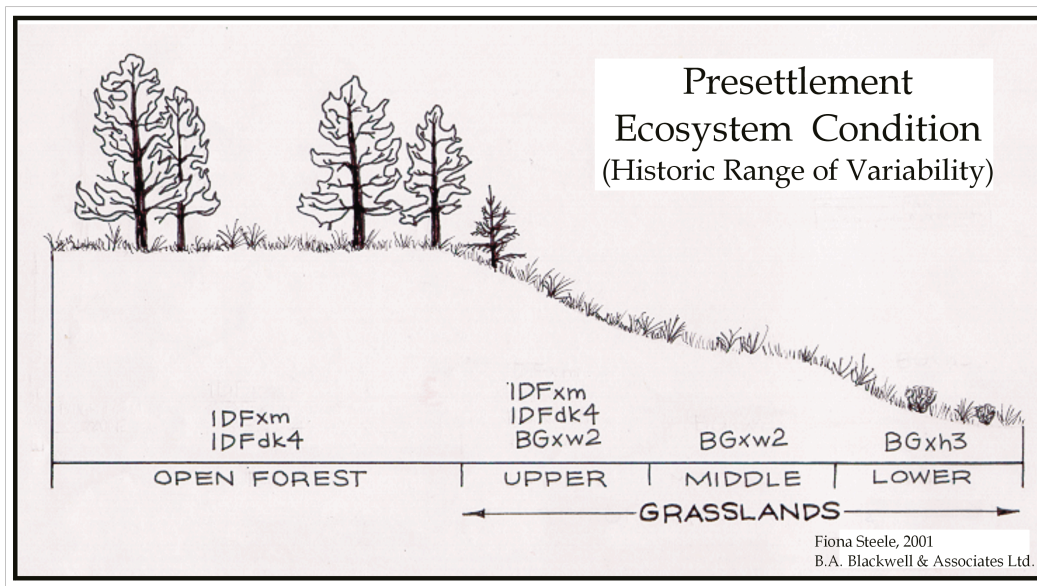 Presettlement
Ecosystem Condition
(Historic Range of Variability)
IDFxm
IDFdk4
IDFxm
IDFdk4
BGxw2
BGxw2
BGxh3
OPEN FOREST
UPPER
MIDDLE
LOWER
GRASSLANDS
Fiona Steele, 2001
B.A. Blackwell & Associates Ltd.